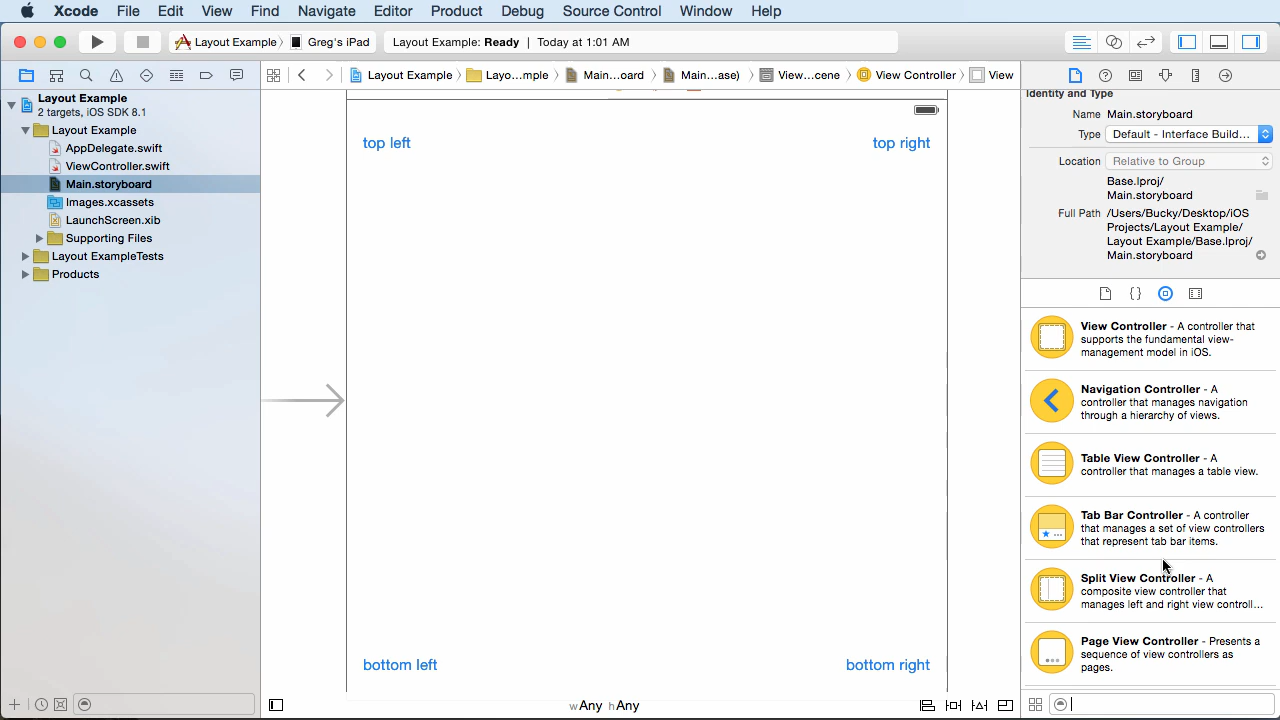 Xcode File Edit View Find Navigate Editor Product Debug Source Control Window Help
Layout Example Greg's iPad
Layout Example: Ready | Today at 1:01 AM
Layout Example Layo...mple Main...oard Main...ase) View...cene View Controller View
Layout Example
2 targets, iOS SDK 8.1
Layout Example
AppDelegate.swift
ViewController.swift
Main.storyboard
Images.xcassets
LaunchScreen.xib
Supporting Files
Layout ExampleTests
Products
top left
top right
bottom left
bottom right
wAny hAny
Identity and Type
Name Main.storyboard
Type Default - Interface Build...
Location Relative to Group
Base.lproj/
Main.storyboard
Full Path /Users/Bucky/Desktop/iOS
Projects/Layout Example/
Layout Example/Base.lproj/
Main.storyboard
View Controller - A controller that
supports the fundamental view-
management model in iOS.
Navigation Controller - A
controller that manages navigation
through a hierarchy of views.
Table View Controller - A
controller that manages a table view.
Tab Bar Controller - A controller
that manages a set of view controllers
that represent tab bar items.
Split View Controller - A
composite view controller that
manages left and right view controll...
Page View Controller - Presents a
sequence of view controllers as
pages.